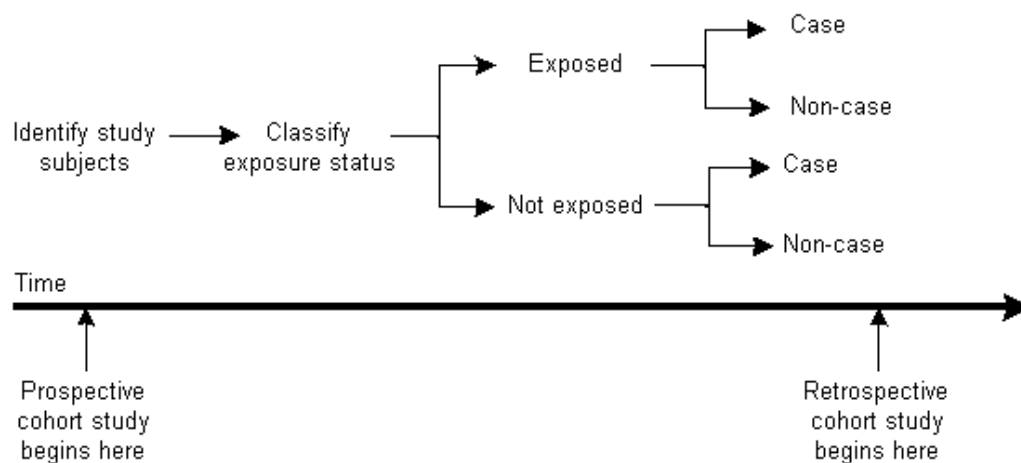 Case
Exposed
Non-case
Identify study
subjects
Classify
exposure status
Case
Not exposed
Non-case
Time
Prospective
cohort study
begins here
Retrospective
cohort study
begins here